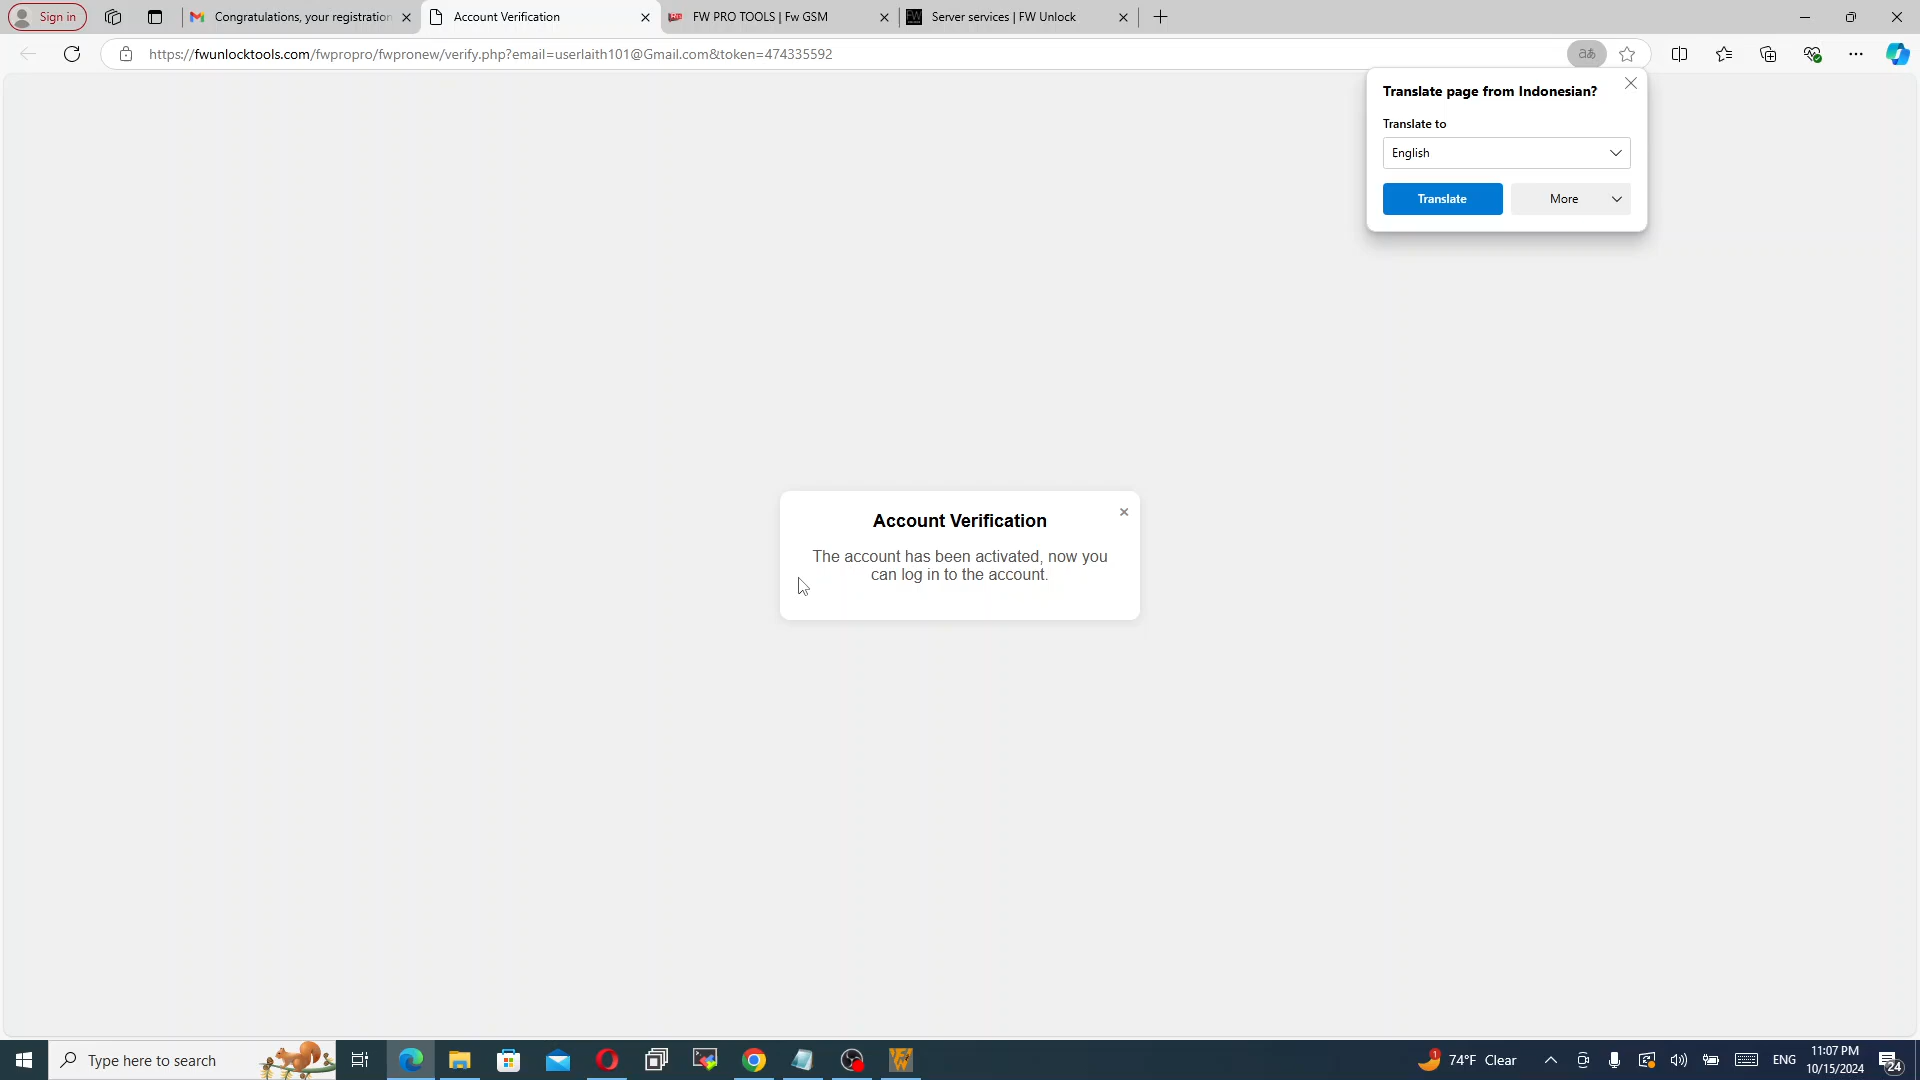 Sign in
Congratulations, your registration
Account Verification
FW PRO TOOLS | Fw GSM
Server services | FW Unlock
https://fwunlocktools.com/fwpropro/fwpronew/verify.php?email=userlaith101@Gmail.com&token=474335592
Translate page from Indonesian?
Translate to
English
Translate
More
Account Verification
The account has been activated, now you
can log in to the account.
Type here to search
74°F Clear
ENG
11:07 PM
10/15/2024
24